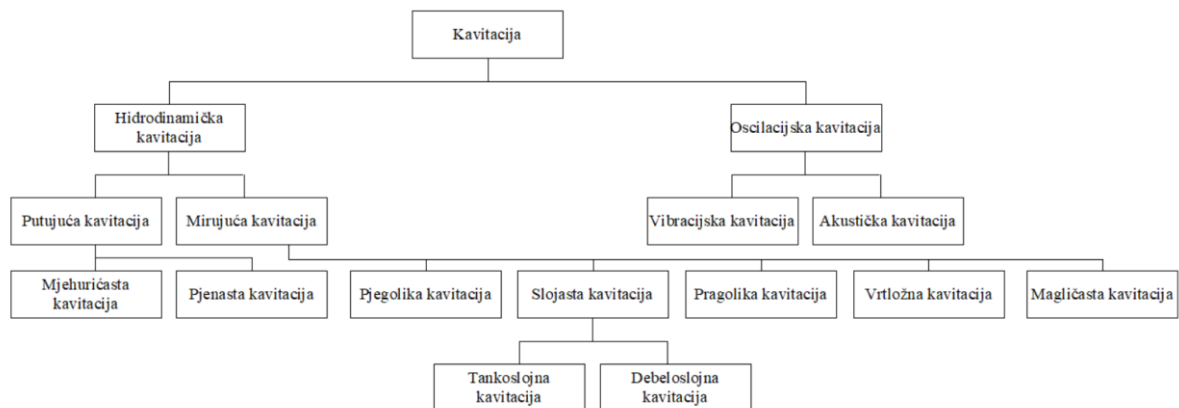 Kavitacija
Hidrodinamička
kavitacija
Oscilacijska kavitacija
Putujuća kavitacija
Mirujuća kavitacija
Vibracijska kavitacija
Akustička kavitacija
Mjehurićasta
kavitacija
Pjenasta kavitacija
Pjegolika kavitacija
Slojasta kavitacija
Pragolika kavitacija
Vrtložna kavitacija
Magličasta kavitacija
Tankoslojna
kavitacija
Debeloslojna
kavitacija